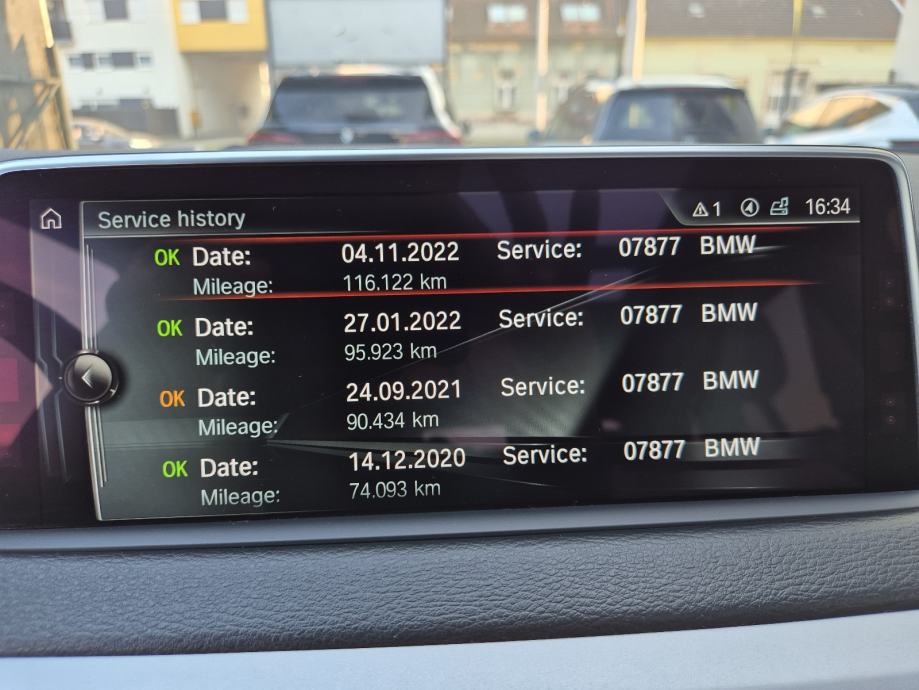 Service history 1 16:34
OK Date: 04.11.2022 Service: 07877 BMW
Mileage: 116.122 km
OK Date: 27.01.2022 Service: 07877 BMW
Mileage: 95.923 km
OK Date: 24.09.2021 Service: 07877 BMW
Mileage: 90.434 km
OK Date: 14.12.2020 Service: 07877 BMW
Mileage: 74.093 km